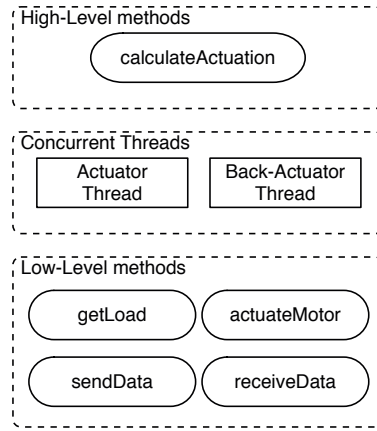 High-Level methods
calculateActuation
Concurrent Threads
Actuator
Thread
Back-Actuator
Thread
Low-Level methods
getLoad
actuateMotor
sendData
receiveData